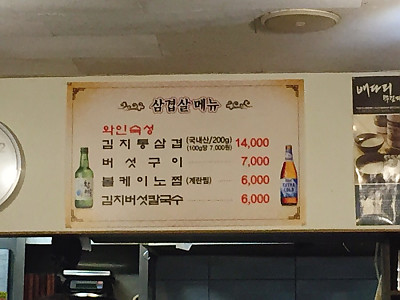 삼겹살 메뉴
와인숙성
김치통삼겹 (국내산/200g) (100g당 7,000원) 14,000
버섯구이 7,000
볼케이노찜 (계란찜) 6,000
김치버섯칼국수 6,000